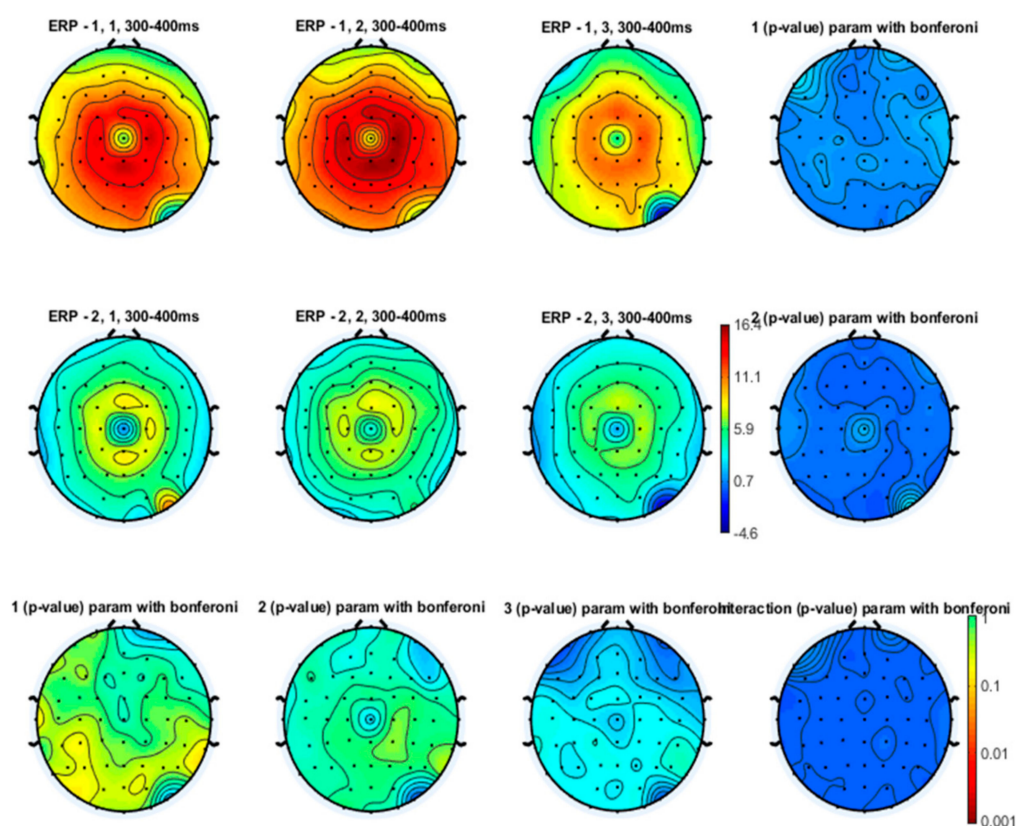 ERP - 1, 1, 300-400ms
ERP - 1, 2, 300-400ms
ERP - 1, 3, 300-400ms
1 (p-value) param with bonferoni
ERP - 2, 1, 300-400ms
ERP - 2, 2, 300-400ms
ERP - 2, 3, 300-400ms
2 (p-value) param with bonferoni
16.4
11.1
5.9
0.7
-4.6
1 (p-value) param with bonferoni
2 (p-value) param with bonferoni
3 (p-value) param with bonferoni
Interaction (p-value) param with bonferoni
1
0.1
0.01
0.001